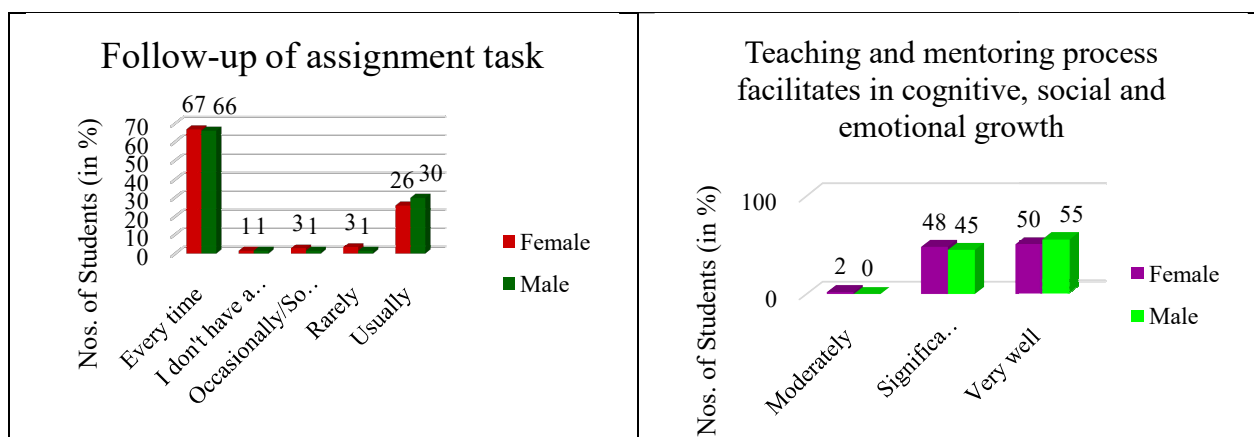 Follow-up of assignment task
Nos. of Students (in %)
70
60
50
40
30
20
10
0
67 66
1 1
3 1
3 1
26 30
Every time
I don't have a..
Occasionally/So..
Rarely
Usually
Female
Male
Teaching and mentoring process
facilitates in cognitive, social and
emotional growth
Nos. of Students (in %)
100
0
2 0
48 45
50 55
Moderately
Significa..
Very well
Female
Male